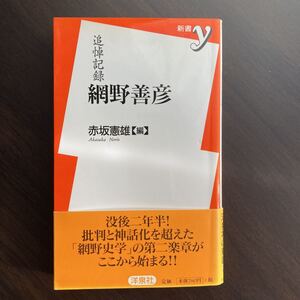 新書y
追悼記録
網野善彦
赤坂憲雄【編】
Akasaka Norio
没後二年半!
批判と神話化を超えた
「網野史学」の第二楽章が
ここから始まる!!
洋泉社